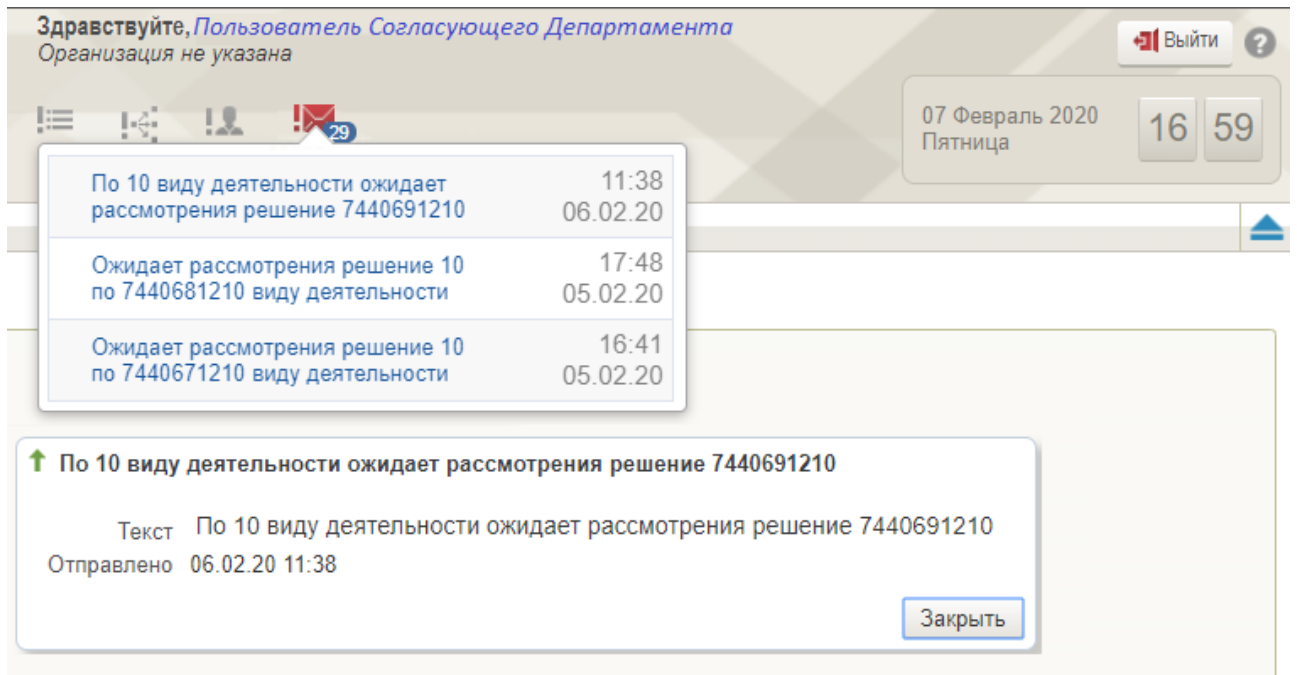 Здравствуйте, Пользователь Согласующего Департамента
Организация не указана
Выйти
?
29
07 Февраль 2020
Пятница
16 59
По 10 виду деятельности ожидает
рассмотрения решение 7440691210
11:38
06.02.20
Ожидает рассмотрения решение 10
по 7440681210 виду деятельности
17:48
05.02.20
Ожидает рассмотрения решение 10
по 7440671210 виду деятельности
16:41
05.02.20
По 10 виду деятельности ожидает рассмотрения решение 7440691210
Текст По 10 виду деятельности ожидает рассмотрения решение 7440691210
Отправлено 06.02.20 11:38
Закрыть